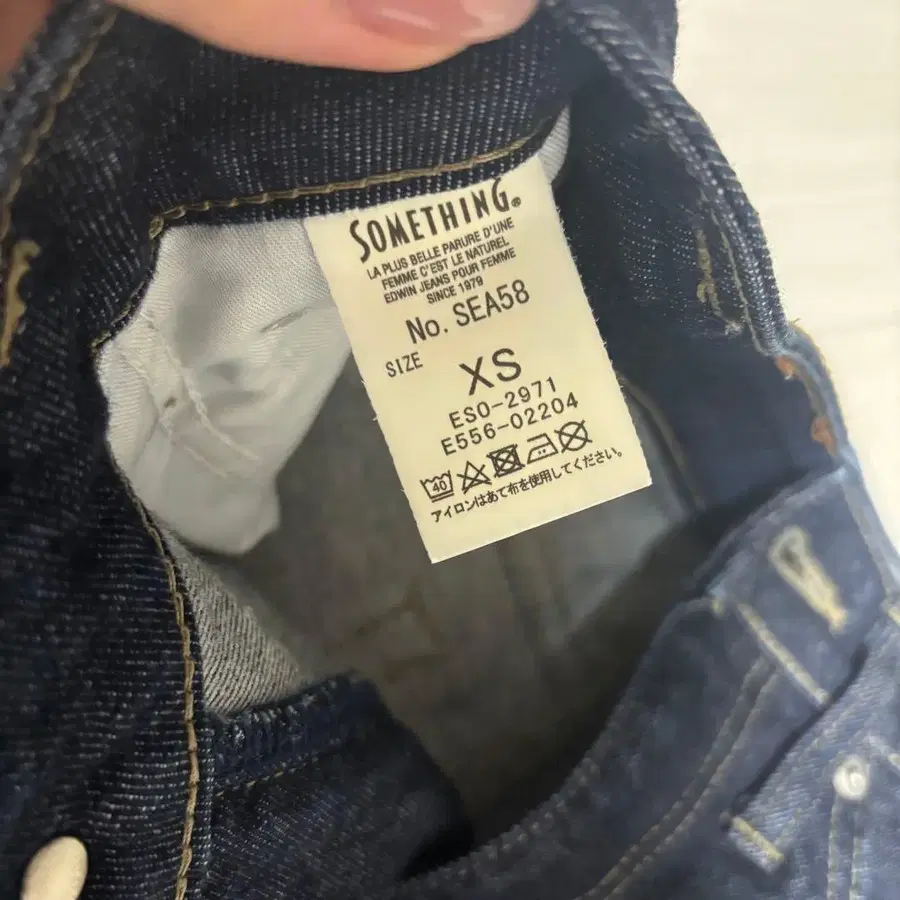 SOMETHING®
LA PLUS BELLE PARURE D'UNE
FEMME C'EST LE NATUREL
EDWIN JEANS POUR FEMME
SINCE 1979
No. SEA58
SIZE
XS
ESO-2971
E556-02204
40
アイロンはあて布を使用してください。